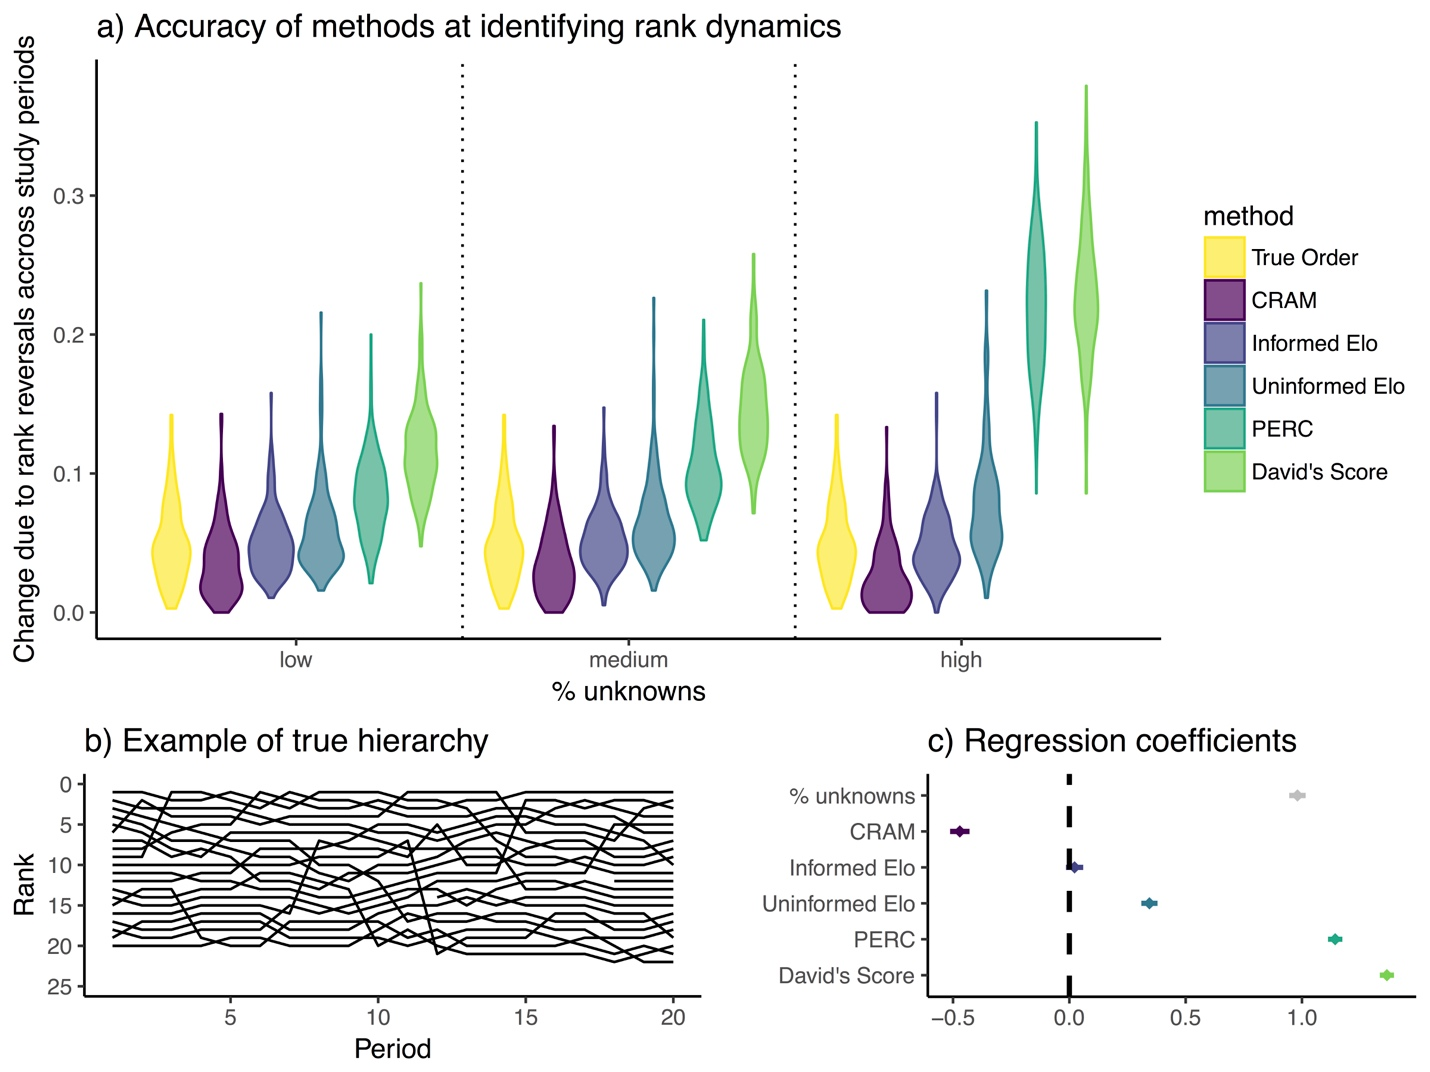 a) Accuracy of methods at identifying rank dynamics
Change due to rank reversals accross study periods
0.3
0.2
0.1
0.0
low
medium
high
% unknowns
method
True Order
CRAM
Informed Elo
Uninformed Elo
PERC
David's Score
b) Example of true hierarchy
Rank
0
5
10
15
20
25
5
10
15
20
Period
c) Regression coefficients
% unknowns
CRAM
Informed Elo
Uninformed Elo
PERC
David's Score
−0.5
0.0
0.5
1.0